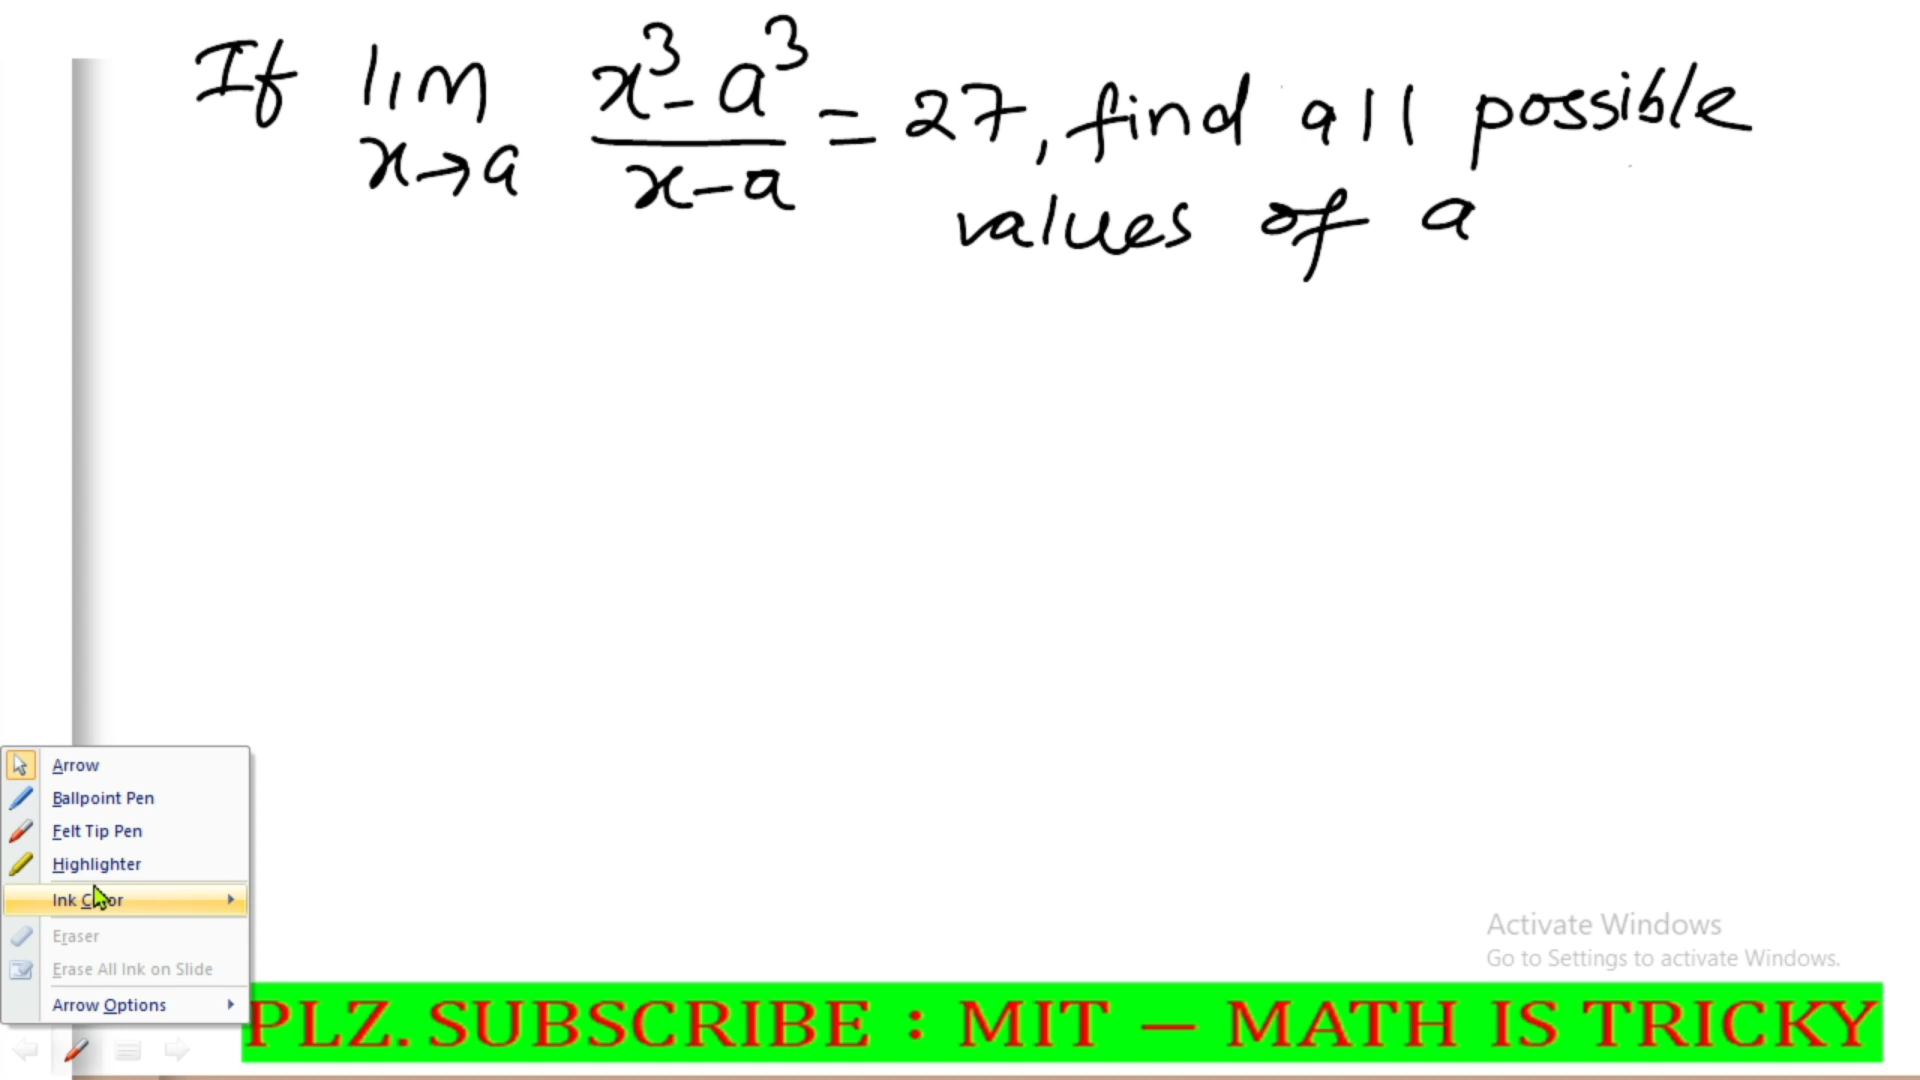 If lim x→a x³-a³/x-a = 27, find all possible
values of a
Arrow
Ballpoint Pen
Felt Tip Pen
Highlighter
Ink Color
Eraser
Erase All Ink on Slide
Arrow Options
Activate Windows
Go to Settings to activate Windows.
PLZ. SUBSCRIBE : MIT – MATH IS TRICKY